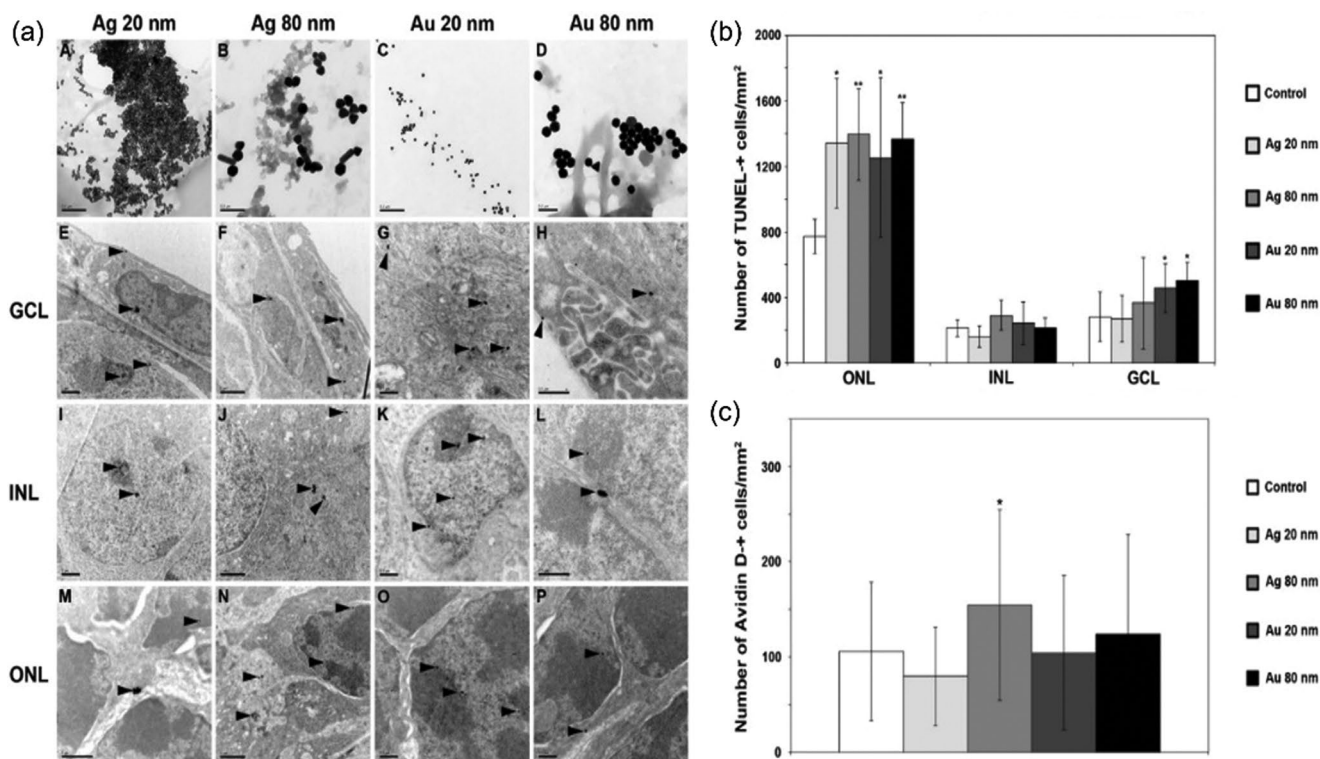 (a)
Ag 20 nm Ag 80 nm Au 20 nm Au 80 nm
A B C D
GCL E F G H
INL I J K L
ONL M N O P
(b)
Number of TUNEL-+ cells/mm²
2000
1600
1200
800
400
0
* ** * **
* *
ONL INL GCL
Control
Ag 20 nm
Ag 80 nm
Au 20 nm
Au 80 nm
(c)
Number of Avidin D-+ cells/mm²
300
200
150
100
50
0
*
Control
Ag 20 nm
Ag 80 nm
Au 20 nm
Au 80 nm